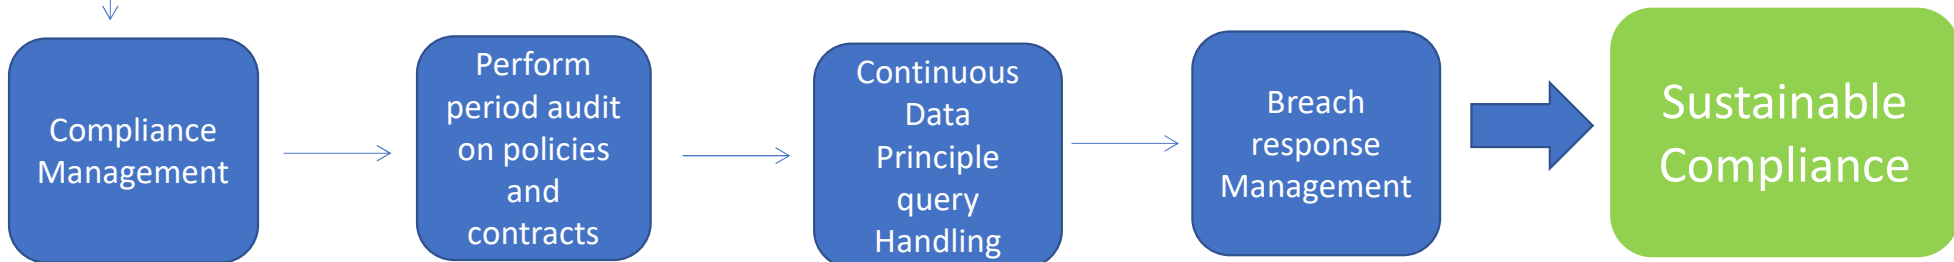 Compliance
Management
Perform
period audit
on policies
and
contracts
Continuous
Data
Principle
query
Handling
Breach
response
Management
Sustainable
Compliance